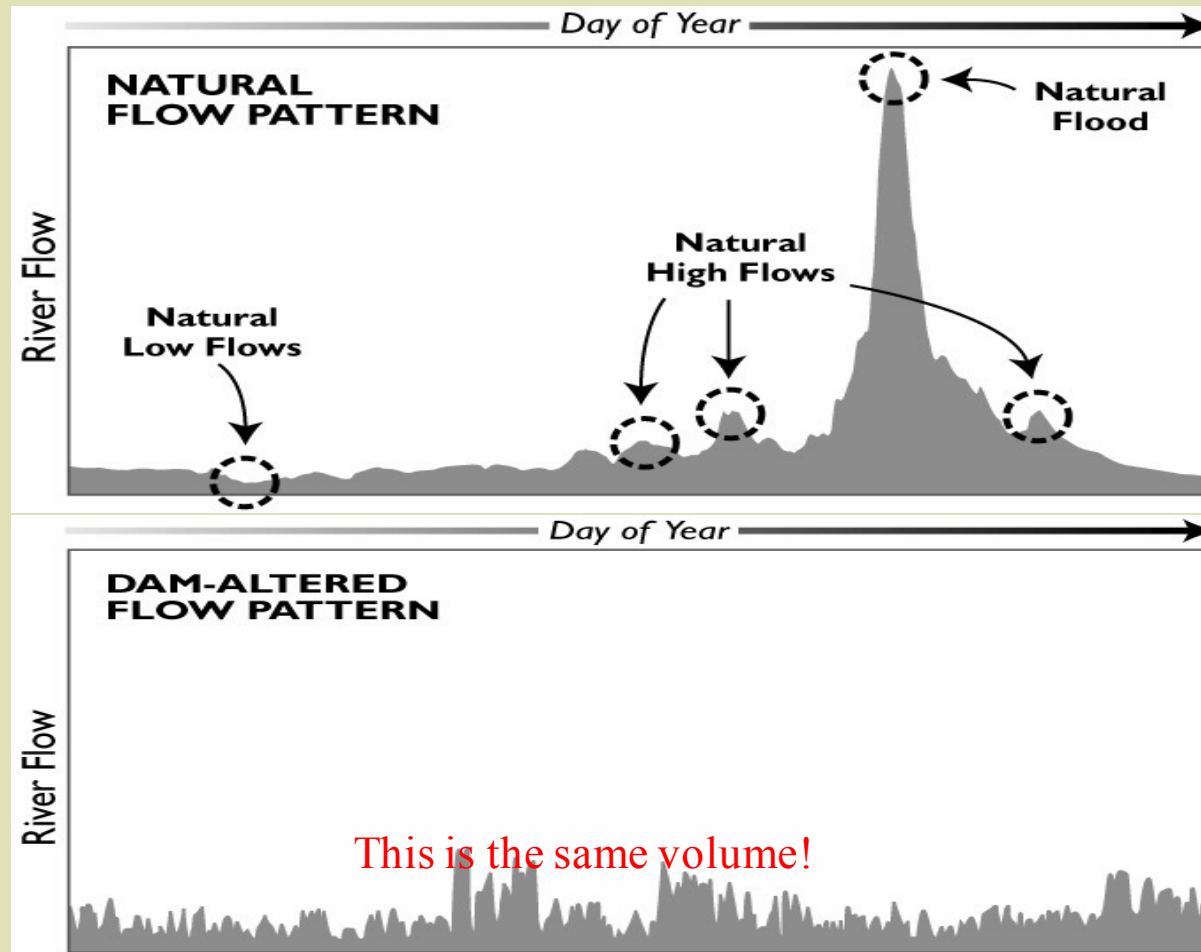 Day of Year
NATURAL
FLOW PATTERN
Natural
Flood
River Flow
Natural
High Flows
Natural
Low Flows
Day of Year
DAM-ALTERED
FLOW PATTERN
River Flow
This is the same volume!